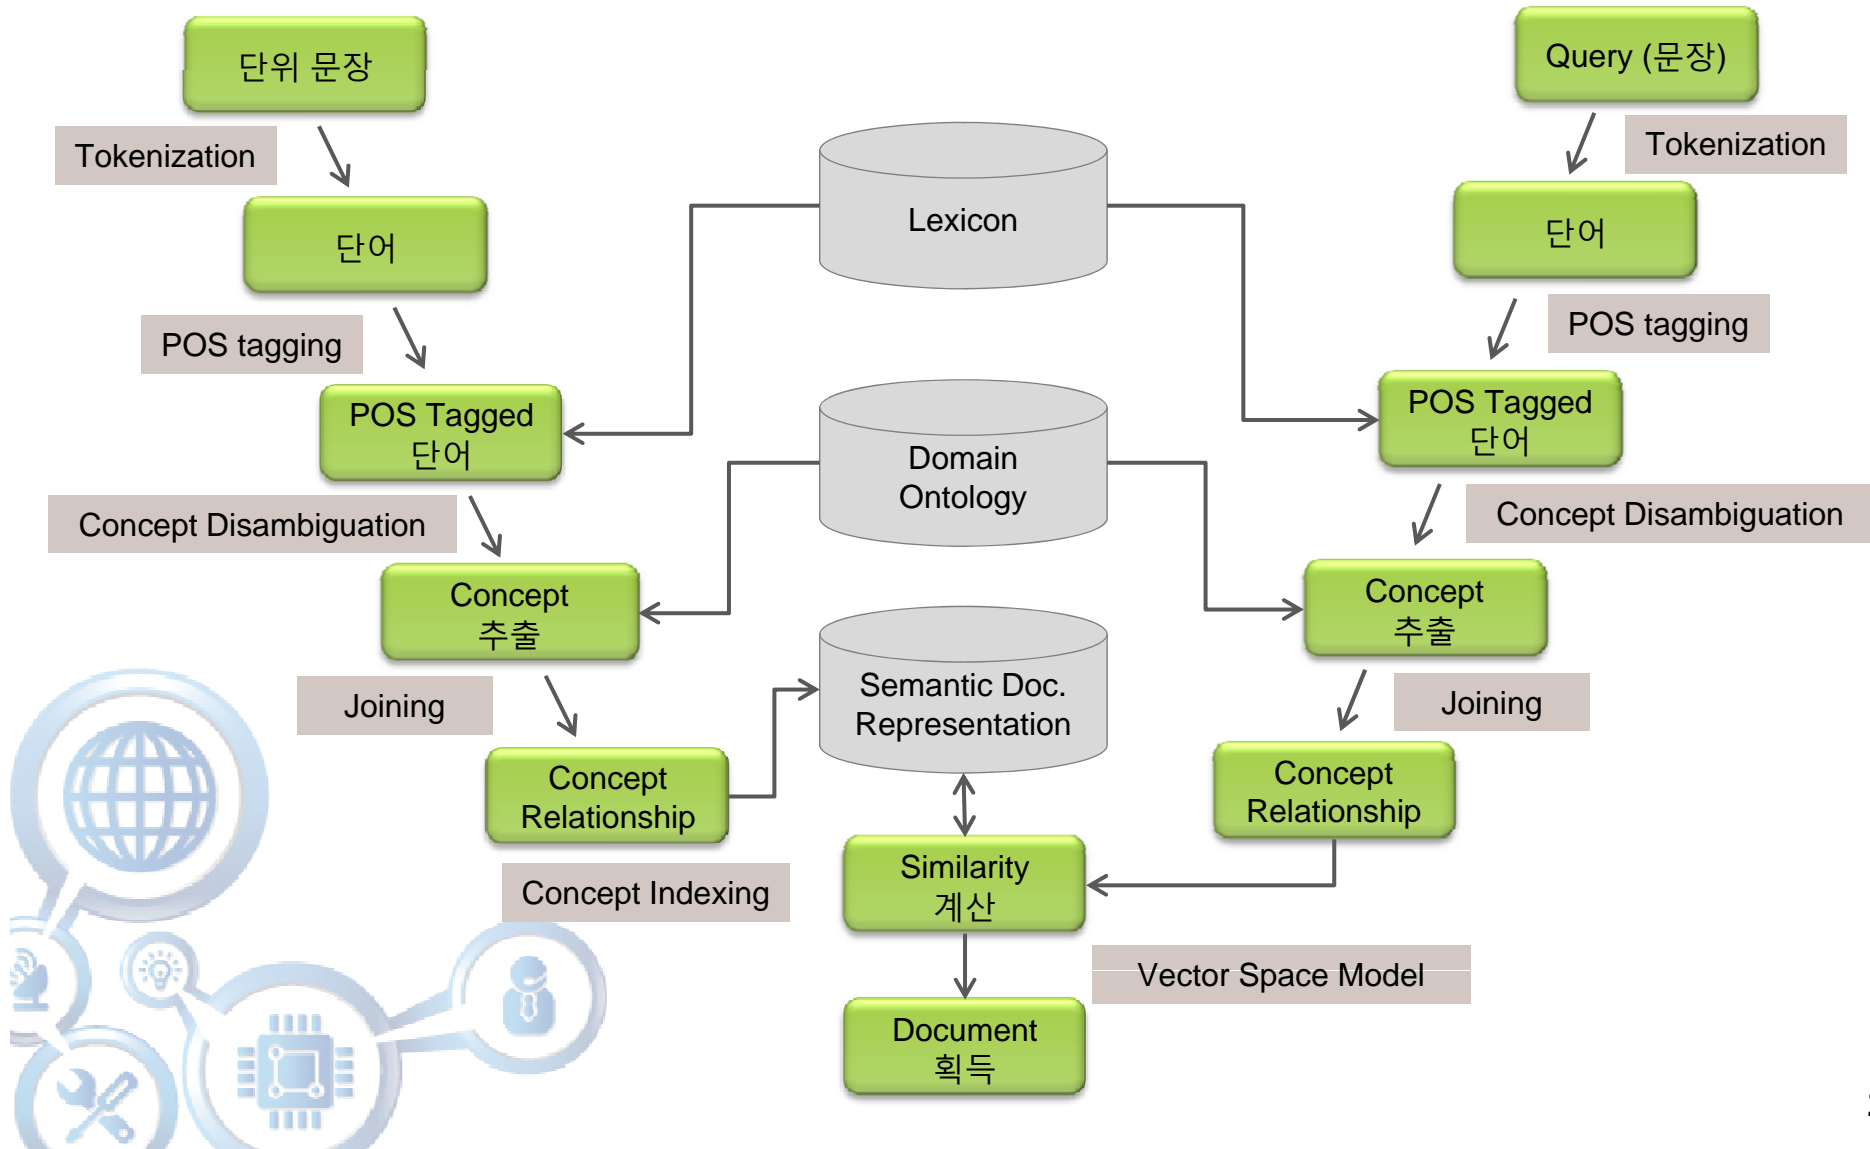 단위 문장
Query (문장)
Tokenization
Tokenization
Lexicon
단어
단어
POS tagging
POS tagging
POS Tagged
단어
POS Tagged
단어
Domain
Ontology
Concept Disambiguation
Concept Disambiguation
Concept
추출
Concept
추출
Semantic Doc.
Representation
Joining
Joining
Concept
Relationship
Concept
Relationship
Concept Indexing
Similarity
계산
Vector Space Model
Document
획득